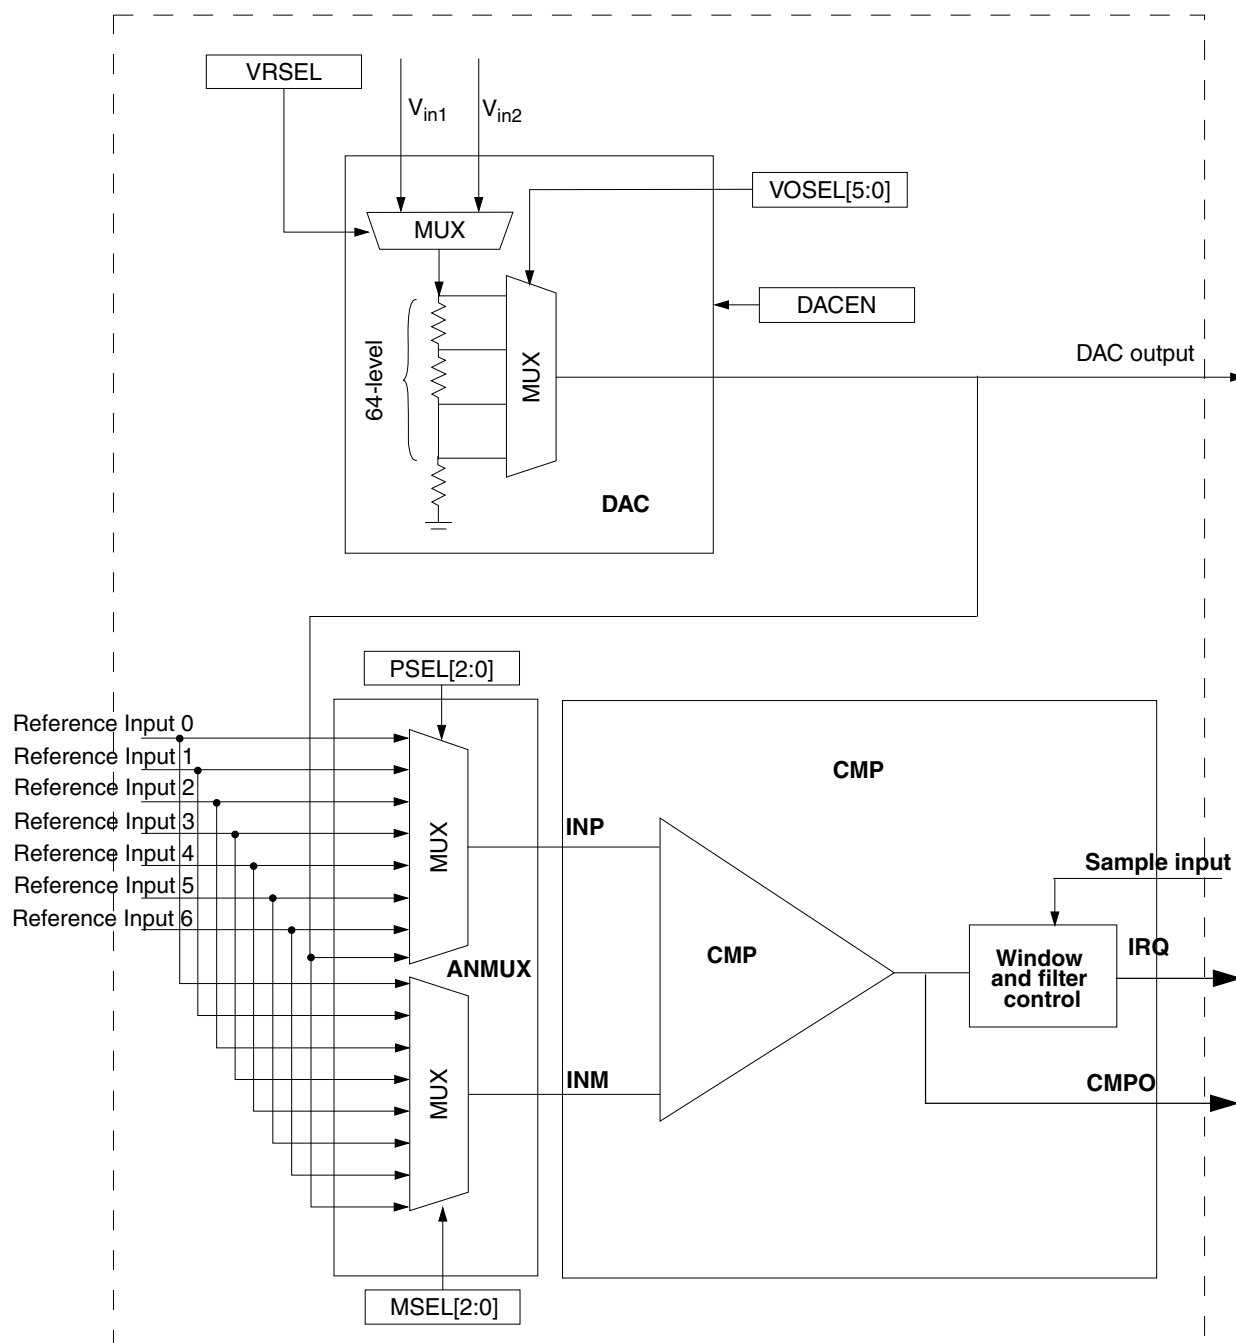 VRSEL
Vin1
Vin2
VOSEL[5:0]
MUX
DACEN
64-level
MUX
DAC output
DAC
PSEL[2:0]
Reference Input 0
Reference Input 1
Reference Input 2
Reference Input 3
Reference Input 4
Reference Input 5
Reference Input 6
MUX
ANMUX
MUX
MSEL[2:0]
CMP
INP
INM
CMP
Sample input
Window
and filter
control
IRQ
CMPO